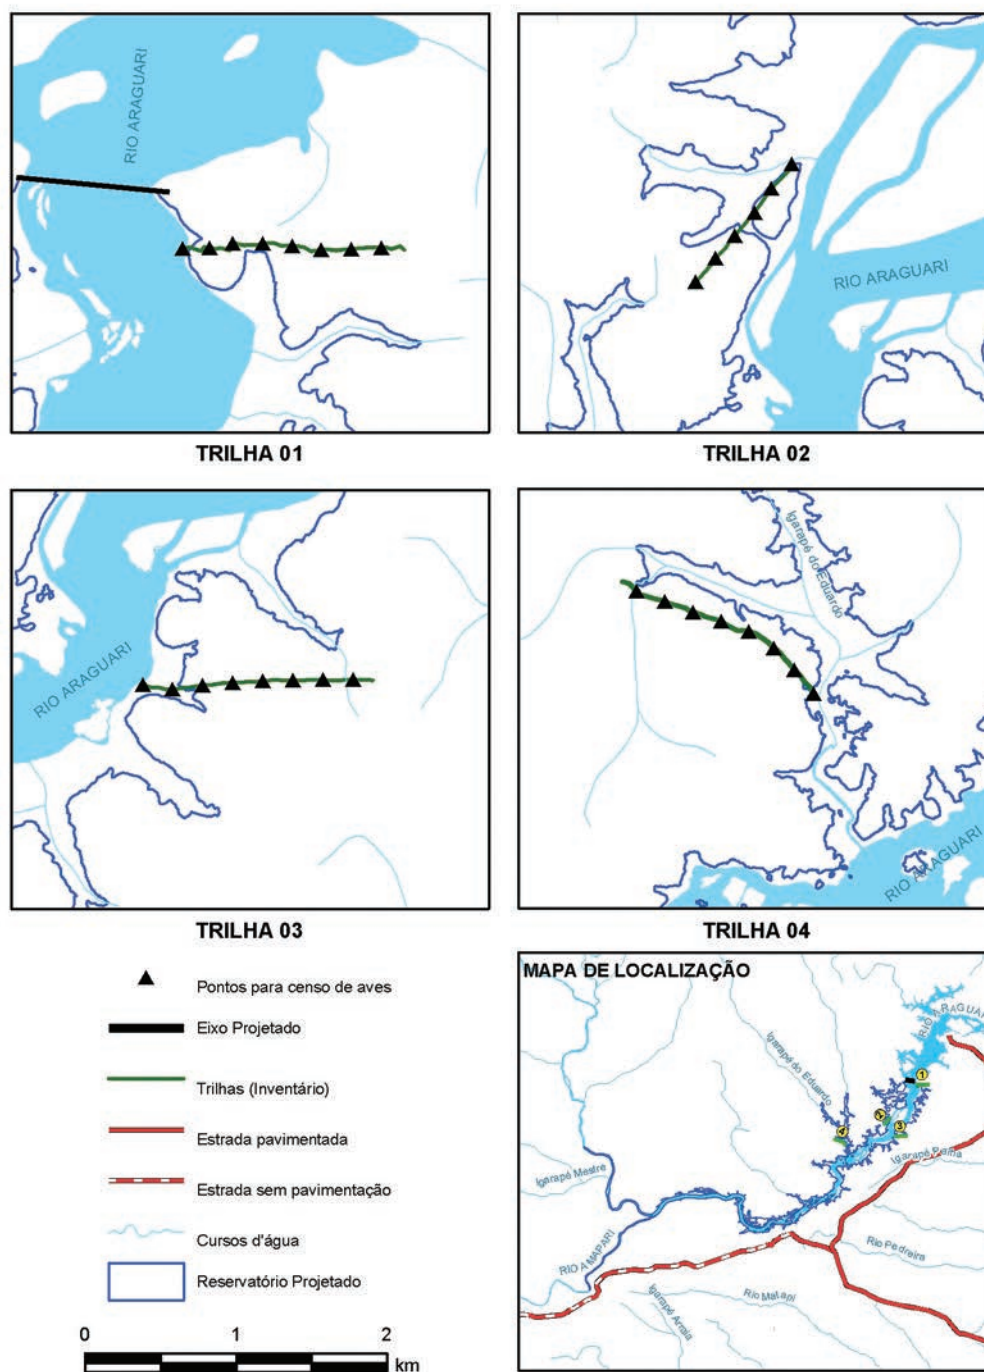 RIO ARAGUARI
TRILHA 01
RIO ARAGUARI
TRILHA 02
RIO ARAGUARI
TRILHA 03
Igarapé do Eduardo
RIO ARAGUARI
TRILHA 04
Pontos para censo de aves
Eixo Projetado
Trilhas (Inventário)
Estrada pavimentada
Estrada sem pavimentação
Cursos d'água
Reservatório Projetado
0 1 2
km
MAPA DE LOCALIZAÇÃO
RIO ARAGUARI
Igarapé do Eduardo
1
2
3
4
Igarapé Mestre
RIO AMAPARI
Rio Pedreira
Rio Matapi
Igarapé Arraia